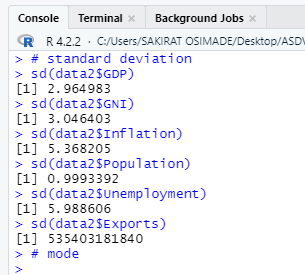 Console Terminal × Background Jobs ×
R R 4.2.2 · C:/Users/SAKIRAT OSIMADE/Desktop/ASDV
> # standard deviation
> sd(data2$GDP)
[1] 2.964983
> sd(data2$GNI)
[1] 3.046403
> sd(data2$Inflation)
[1] 5.368205
> sd(data2$Population)
[1] 0.9993392
> sd(data2$Unemployment)
[1] 5.988606
> sd(data2$Exports)
[1] 535403181840
> # mode
>